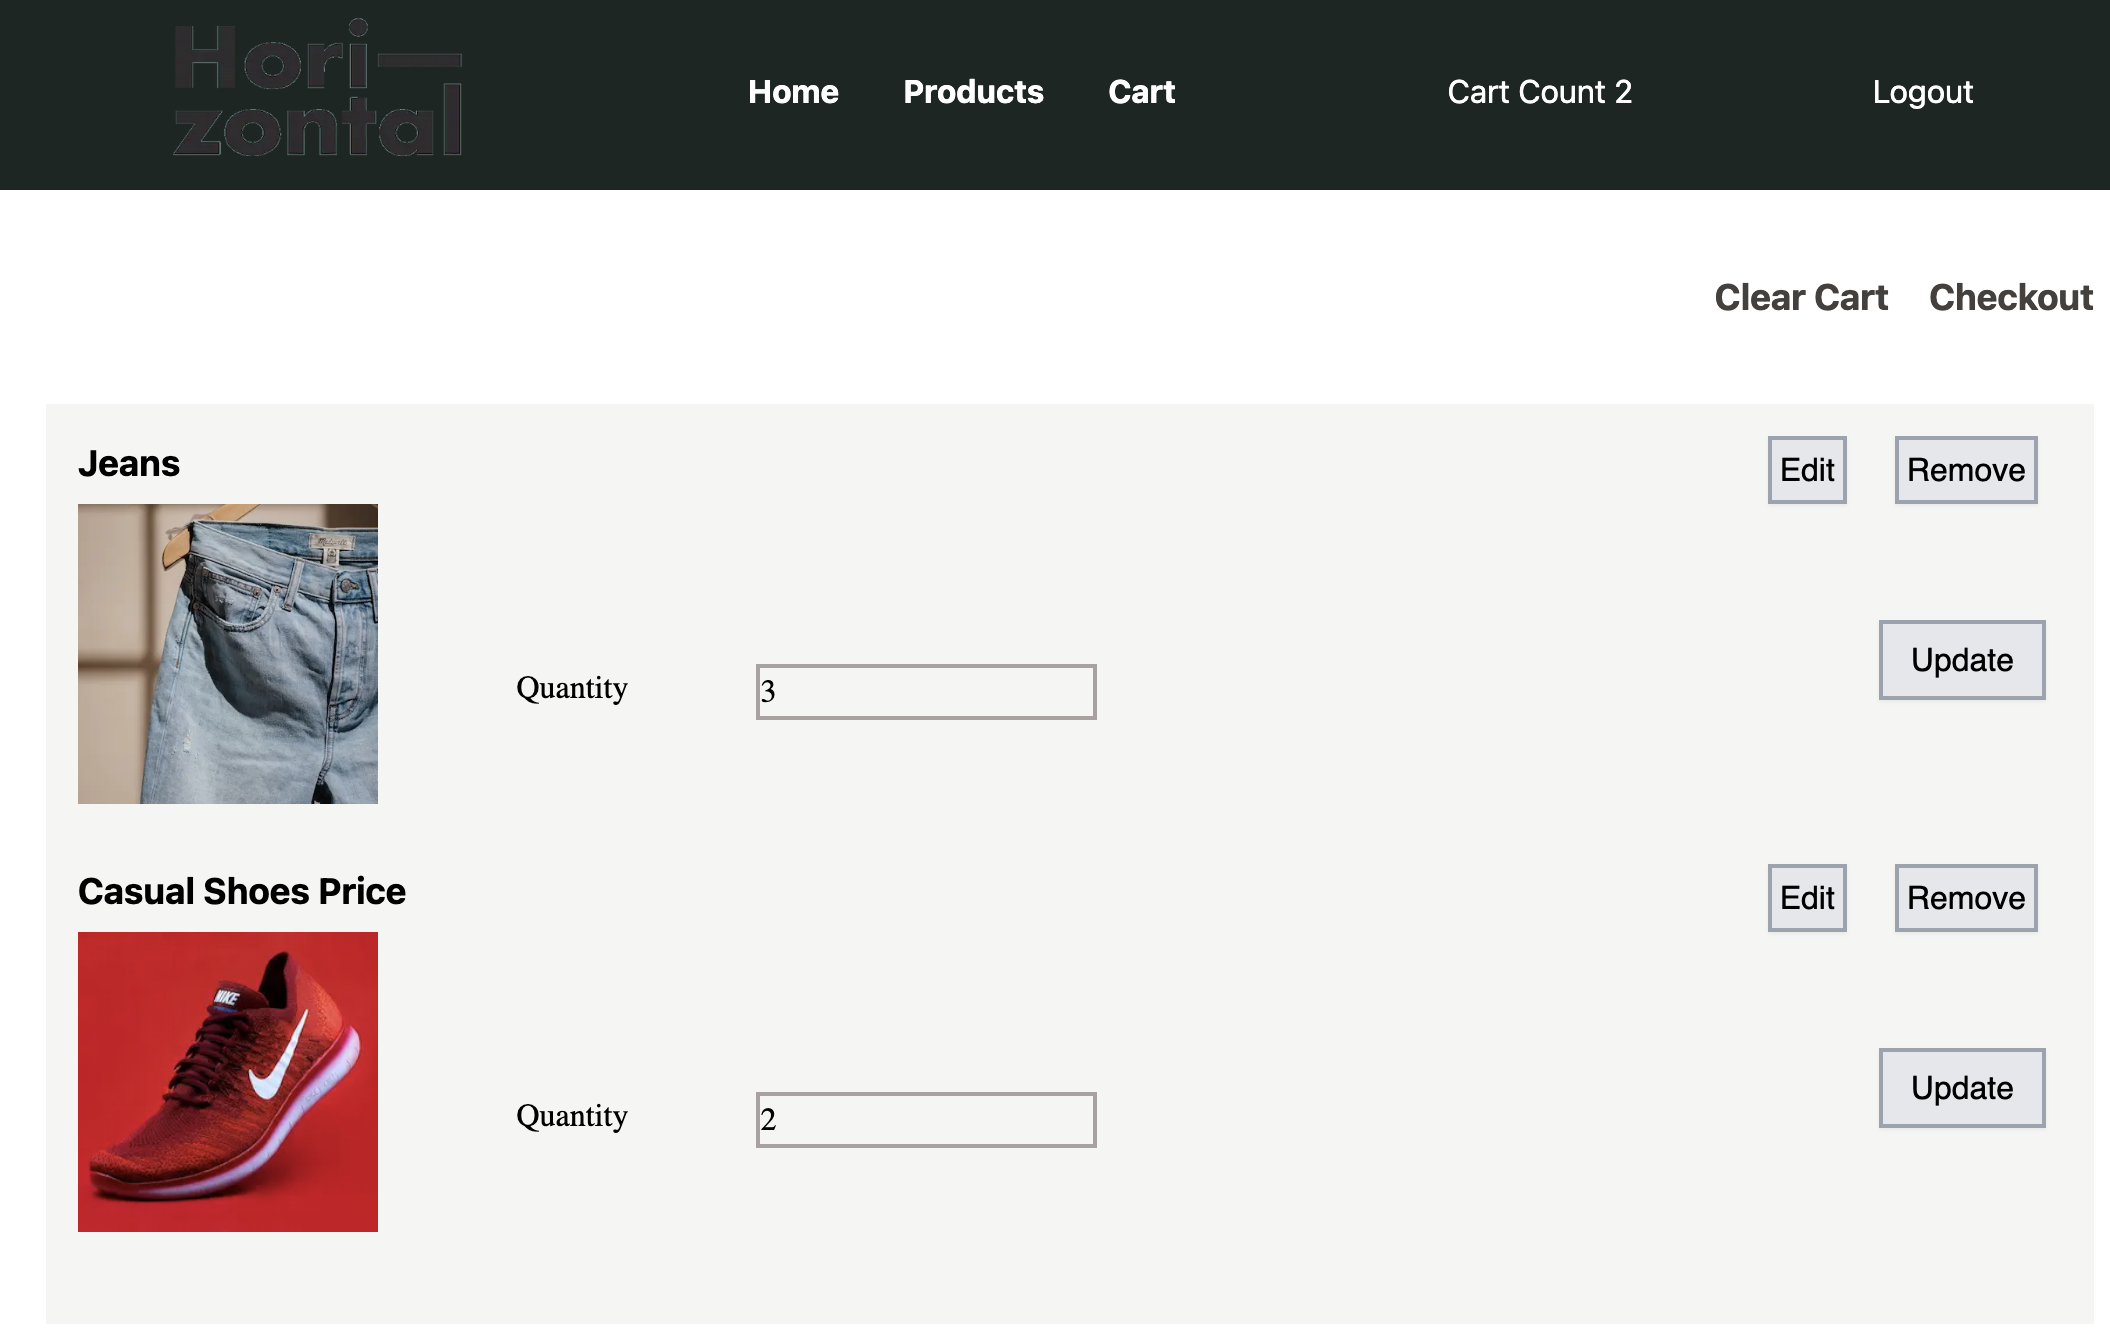 Hori—
zontal
Home Products Cart Cart Count 2 Logout
Clear Cart Checkout
Jeans Edit Remove
Update
Quantity 3
Casual Shoes Price Edit Remove
NIKE
Update
Quantity 2